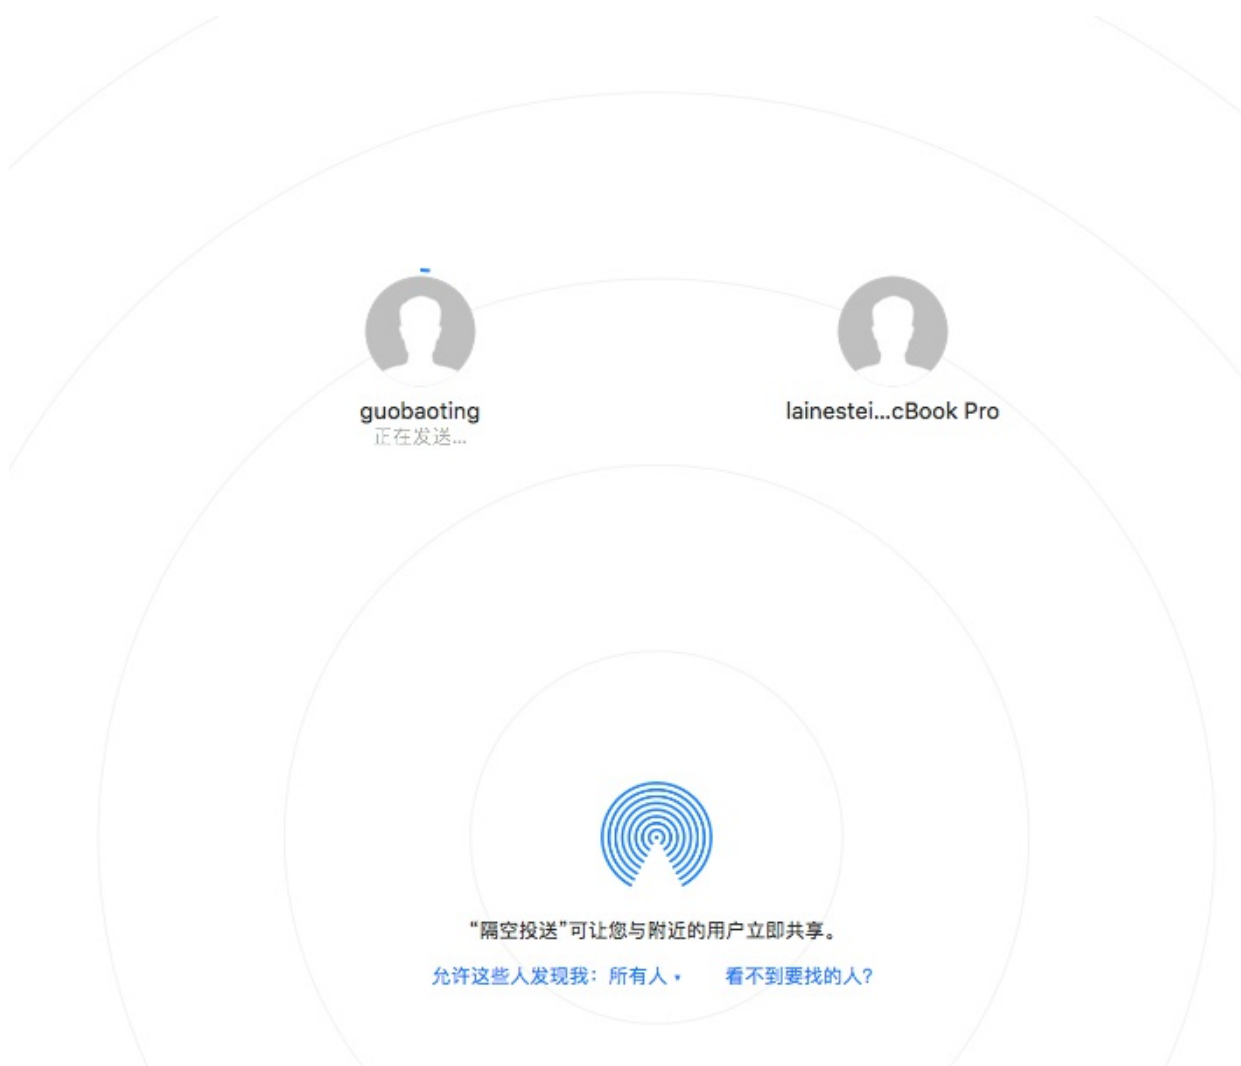 guobaoting
正在发送...
lainestei...cBook Pro
“隔空投送”可让您与附近的用户立即共享。
允许这些人发现我：所有人
看不到要找的人？